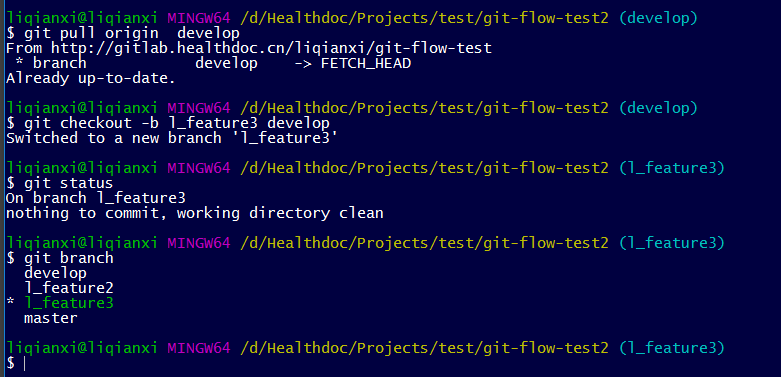 liqianxi@liqianxi MINGW64 /d/Healthdoc/Projects/test/git-flow-test2 (develop)
$ git pull origin  develop
From http://gitlab.healthdoc.cn/liqianxi/git-flow-test
 * branch            develop    -> FETCH_HEAD
Already up-to-date.
liqianxi@liqianxi MINGW64 /d/Healthdoc/Projects/test/git-flow-test2 (develop)
$ git checkout -b l_feature3 develop
Switched to a new branch 'l_feature3'
liqianxi@liqianxi MINGW64 /d/Healthdoc/Projects/test/git-flow-test2 (l_feature3)
$ git status
On branch l_feature3
nothing to commit, working directory clean
liqianxi@liqianxi MINGW64 /d/Healthdoc/Projects/test/git-flow-test2 (l_feature3)
$ git branch
  develop
  l_feature2
* l_feature3
  master
liqianxi@liqianxi MINGW64 /d/Healthdoc/Projects/test/git-flow-test2 (l_feature3)
$